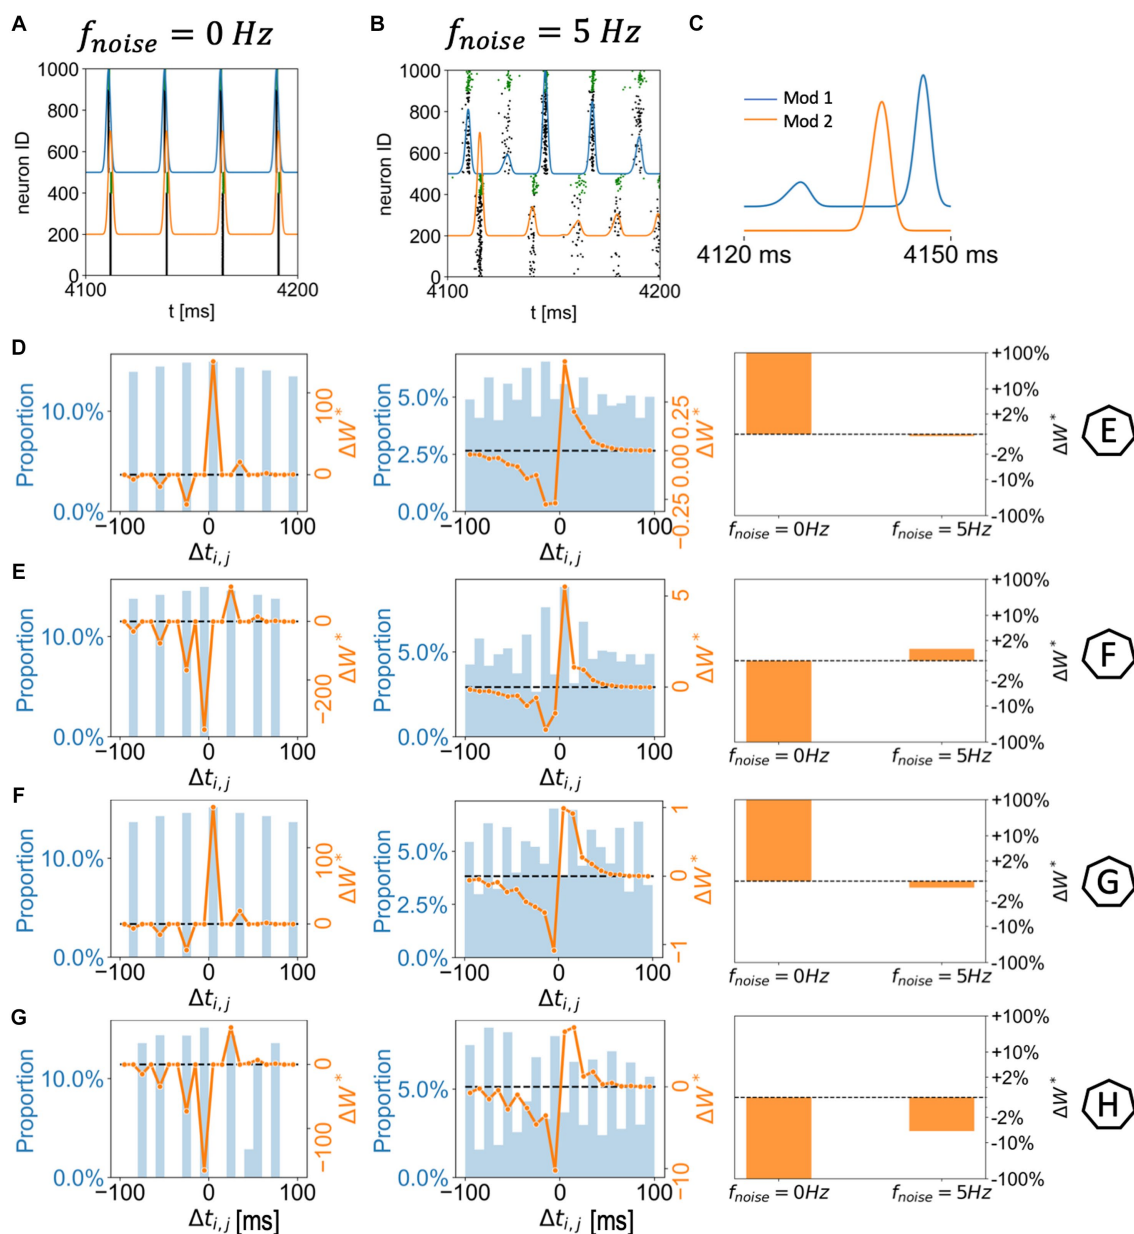 A
f_noise = 0 Hz
B
f_noise = 5 Hz
C
neuron ID
1000
800
600
400
200
0
4100
4200
t [ms]
neuron ID
1000
800
600
400
200
0
4100
4200
t [ms]
Mod 1
Mod 2
4120 ms
4150 ms
D
Proportion
10.0%
0.0%
100
0
ΔW*
−100
0
100
Δt_i,j
Proportion
5.0%
2.5%
0.0%
0.25
0.00
−0.25
ΔW*
−100
0
100
Δt_i,j
+100%
+10%
+2%
-2%
-10%
-100%
ΔW*
f_noise = 0Hz
f_noise = 5Hz
E
E
Proportion
10.0%
0.0%
0
−200
ΔW*
−100
0
100
Δt_i,j
Proportion
5.0%
0.0%
5
0
ΔW*
−100
0
100
Δt_i,j
+100%
+10%
+2%
-2%
-10%
-100%
ΔW*
f_noise = 0Hz
f_noise = 5Hz
F
F
Proportion
10.0%
0.0%
100
0
ΔW*
−100
0
100
Δt_i,j
Proportion
5.0%
2.5%
0.0%
1
0
−1
ΔW*
−100
0
100
Δt_i,j
+100%
+10%
+2%
-2%
-10%
-100%
ΔW*
f_noise = 0Hz
f_noise = 5Hz
G
G
Proportion
10.0%
0.0%
0
−100
ΔW*
−100
0
100
Δt_i,j [ms]
Proportion
5.0%
0.0%
0
−10
ΔW*
−100
0
100
Δt_i,j [ms]
+100%
+10%
+2%
-2%
-10%
-100%
ΔW*
f_noise = 0Hz
f_noise = 5Hz
H